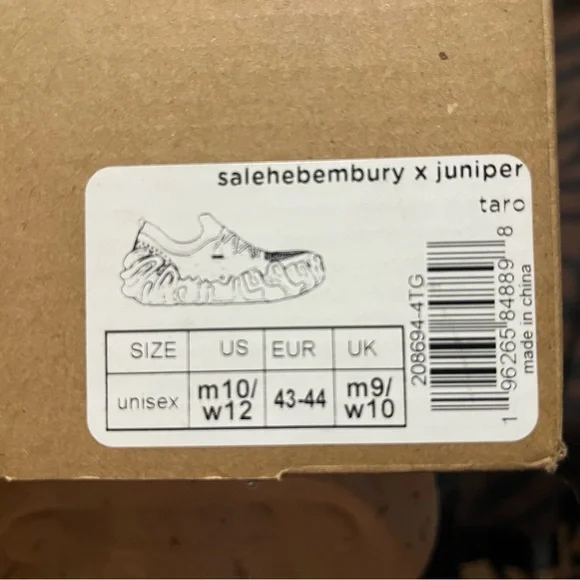 salehebembury x juniper
taro
SIZE US EUR UK
unisex m10/ w12 43-44 m9/ w10
208694-4TG
1 96265 84889 8
made in china